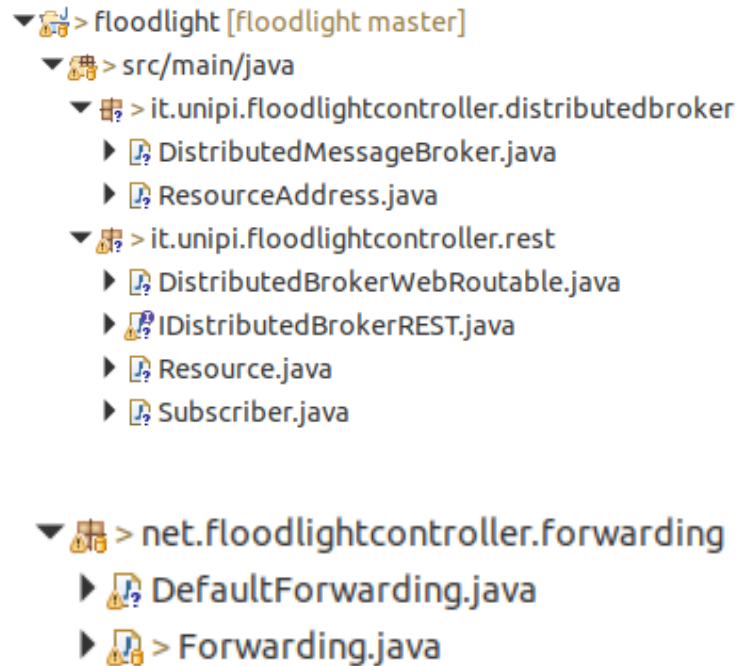 > floodlight [floodlight master]
> src/main/java
> it.unipi.floodlightcontroller.distributedbroker
DistributedMessageBroker.java
ResourceAddress.java
> it.unipi.floodlightcontroller.rest
DistributedBrokerWebRoutable.java
IDistributedBrokerREST.java
Resource.java
Subscriber.java
> net.floodlightcontroller.forwarding
DefaultForwarding.java
> Forwarding.java